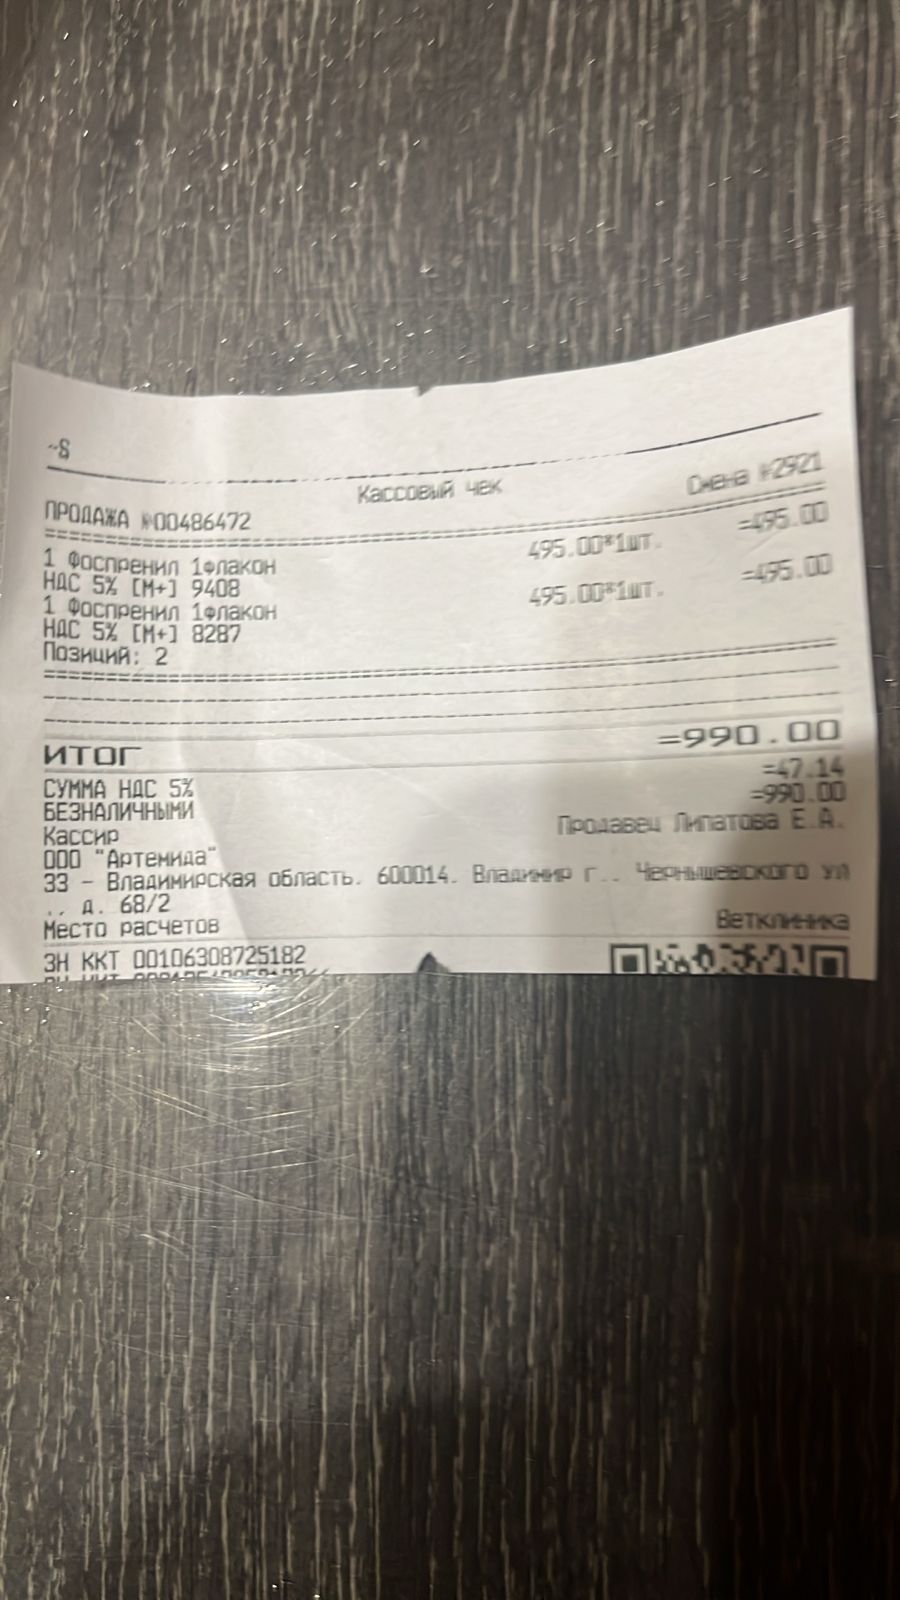 ~S
Кассовый чек
ПРОДАЖА №00486472 Смена №2921
1 Фоспренил 1флакон 495.00*1шт. =495.00
НДС 5% [М+] 9408
1 Фоспренил 1флакон 495.00*1шт. =495.00
НДС 5% [М+] 8287
Позиций: 2
ИТОГ =990.00
СУММА НДС 5% =47.14
БЕЗНАЛИЧНЫМИ =990.00
Кассир Продавец Липатова Е.А.
ООО "Артемида"
33 - Владимирская область. 600014. Владимир г.. Чернышевского ул
.. д. 68/2
Место расчетов Ветклиника
ЗН ККТ 00106308725182